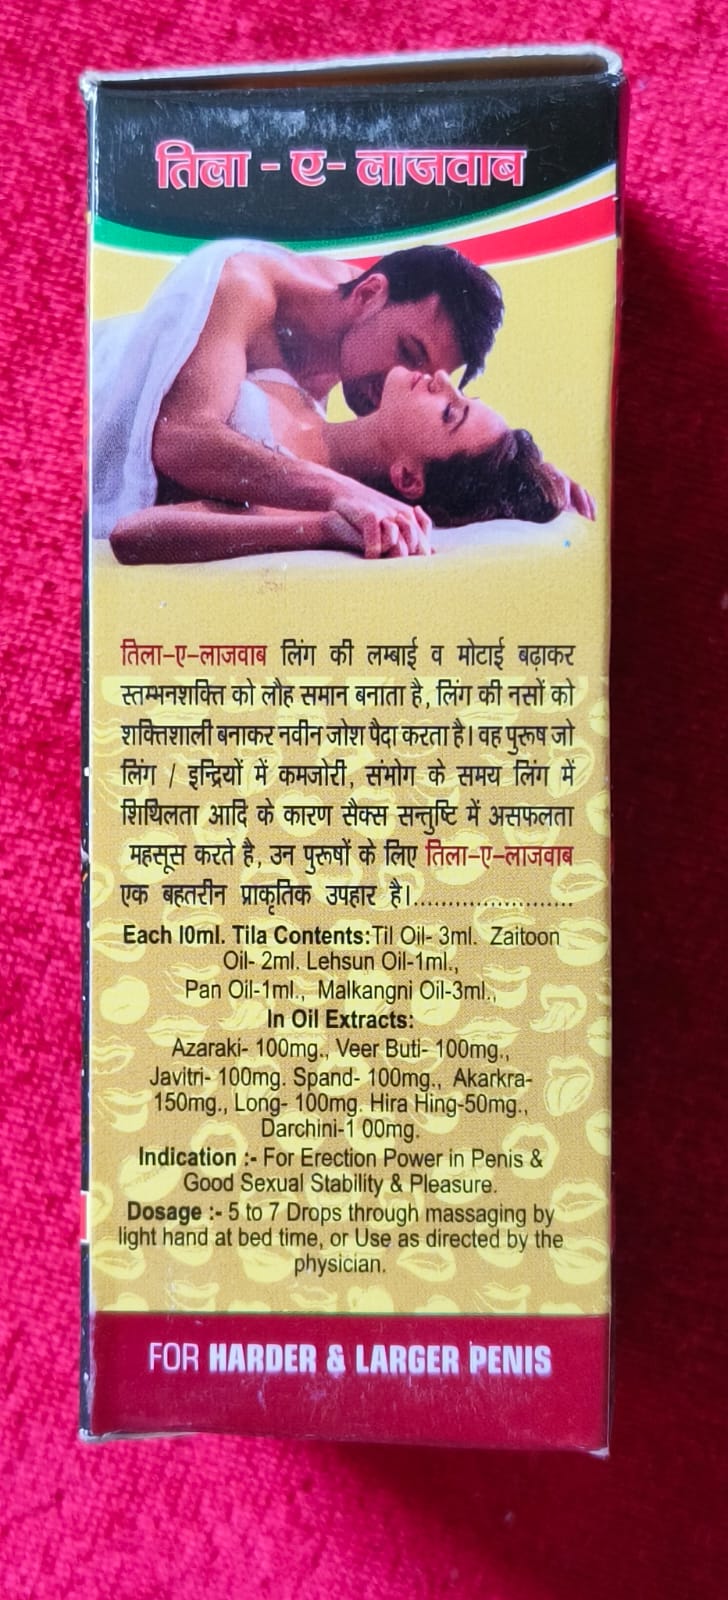 तिला - ए- लाजवाब
तिला-ए-लाजवाब लिंग की लम्बाई व मोटाई बढ़ाकर
स्तम्भनशक्ति को लौह समान बनाता है, लिंग की नसों को
शक्तिशाली बनाकर नवीन जोश पैदा करता है। वह पुरूष जो
लिंग / इन्द्रियों में कमजोरी, संभोग के समय लिंग में
शिथिलता आदि के कारण सैक्स सन्तुष्टि में असफलता
महसूस करते है, उन पुरूषों के लिए तिला-ए-लाजवाब
एक बहतरीन प्राकृतिक उपहार है।........................
Each l0ml. Tila Contents:Til Oil- 3ml. Zaitoon
Oil- 2ml. Lehsun Oil-1ml.,
Pan Oil-1ml., Malkangni Oil-3ml.,
In Oil Extracts:
Azaraki- 100mg., Veer Buti- 100mg.,
Javitri- 100mg. Spand- 100mg., Akarkra-
150mg., Long- 100mg. Hira Hing-50mg.,
Darchini-1 00mg.
Indication :- For Erection Power in Penis &
Good Sexual Stability & Pleasure.
Dosage :- 5 to 7 Drops through massaging by
light hand at bed time, or Use as directed by the
physician.
FOR HARDER & LARGER PENIS